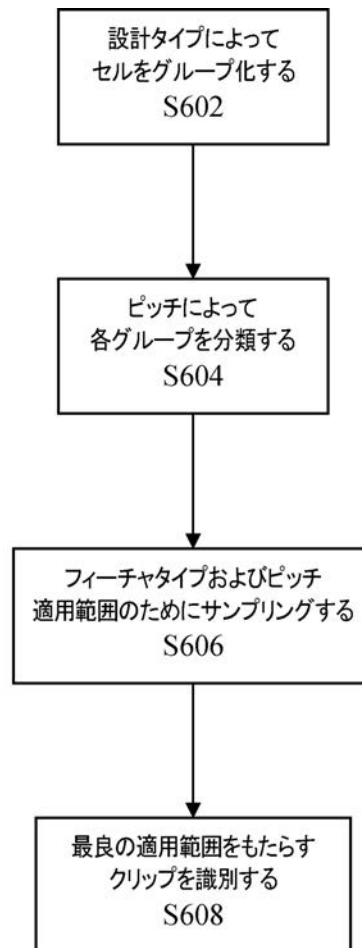 設計タイプによって
セルをグループ化する
S602
ピッチによって
各グループを分類する
S604
フィーチャタイプおよびピッチ
適用範囲のためにサンプリングする
S606
最良の適用範囲をもたらす
クリップを識別する
S608